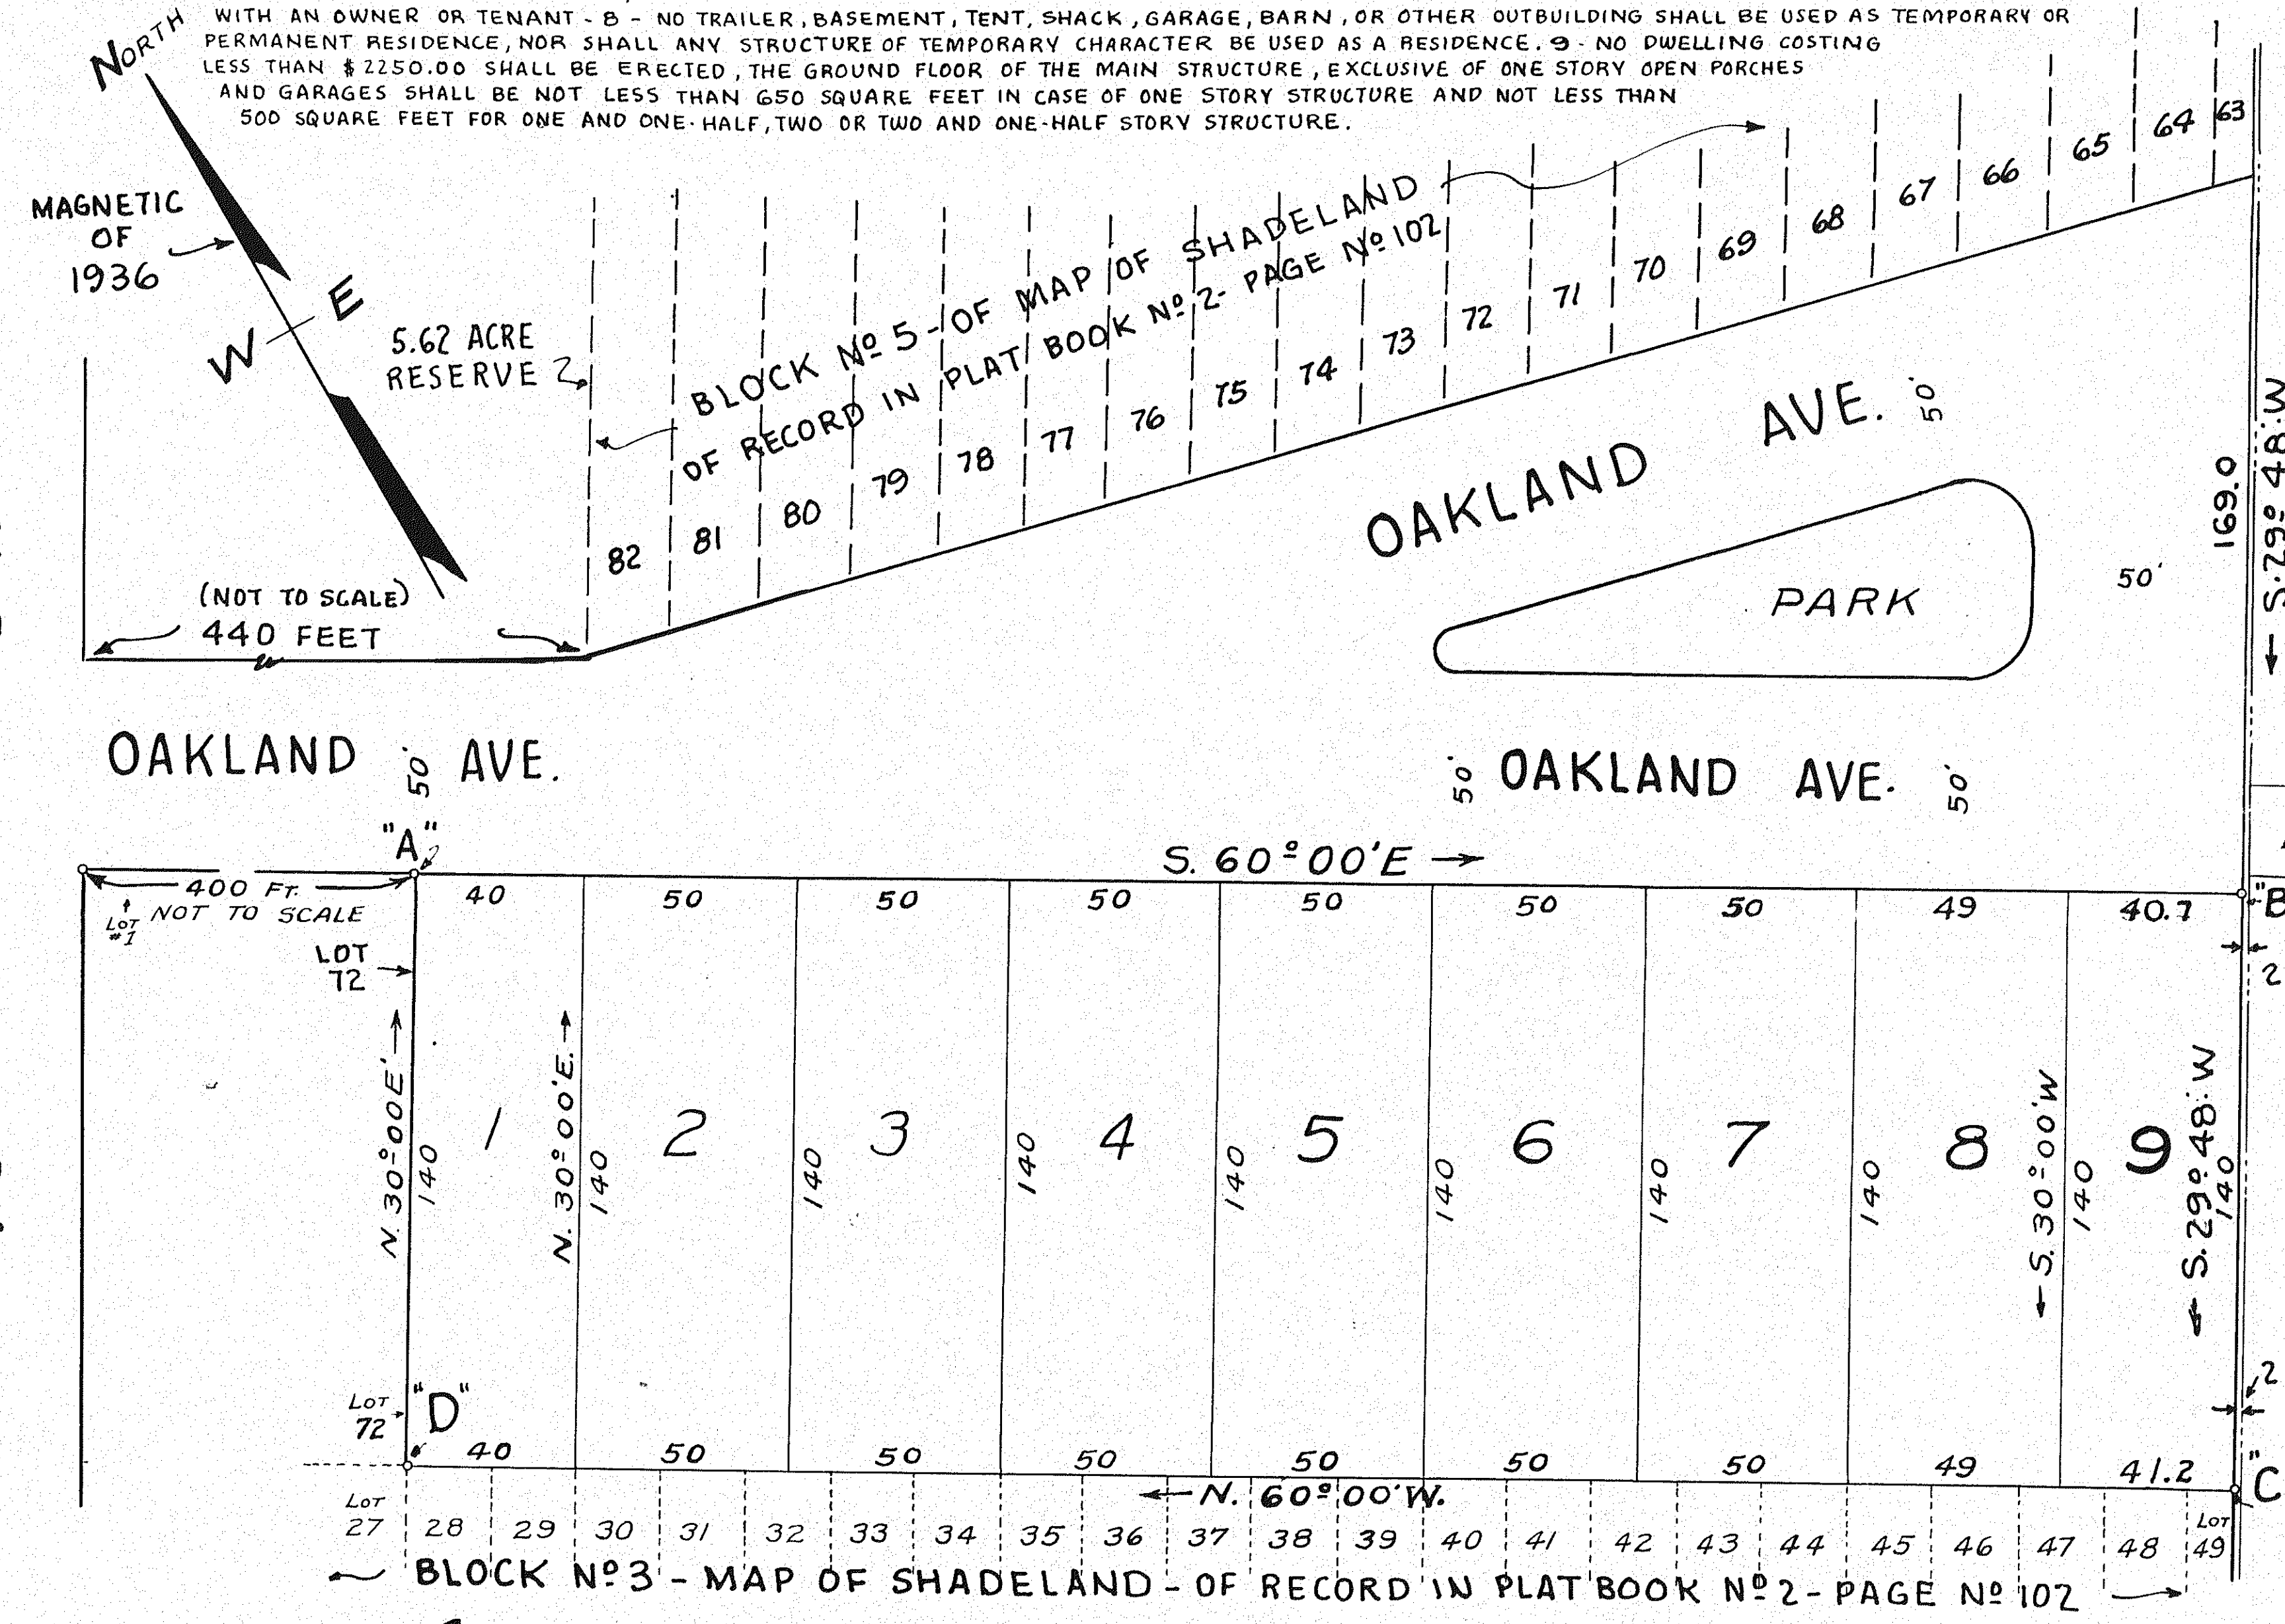 WITH AN OWNER OR TENANT - 8 - NO TRAILER, BASEMENT, TENT, SHACK, GARAGE, BARN, OR OTHER OUTBUILDING SHALL BE USED AS TEMPORARY OR
PERMANENT RESIDENCE, NOR SHALL ANY STRUCTURE OF TEMPORARY CHARACTER BE USED AS A RESIDENCE. 9 - NO DWELLING COSTING
LESS THAN $2250.00 SHALL BE ERECTED, THE GROUND FLOOR OF THE MAIN STRUCTURE, EXCLUSIVE OF ONE STORY OPEN PORCHES
AND GARAGES SHALL BE NOT LESS THAN 650 SQUARE FEET IN CASE OF ONE STORY STRUCTURE AND NOT LESS THAN
500 SQUARE FEET FOR ONE AND ONE-HALF, TWO OR TWO AND ONE-HALF STORY STRUCTURE.
NORTH
MAGNETIC
OF
1936
W E
5.62 ACRE
RESERVE
BLOCK Nº 5 - OF MAP OF SHADELAND
OF RECORD IN PLAT BOOK Nº 2 - PAGE Nº 102
82 81 80 79 78 77 76 75 74 73 72 71 70 69 68 67 66 65 64 63
(NOT TO SCALE)
440 FEET
OAKLAND AVE. 50'
PARK
50'
169.0
S. 29º 48' W
OAKLAND 50' AVE.
50' OAKLAND AVE. 50'
"A"
S. 60º 00' E
"B
400 FT.
NOT TO SCALE
LOT
#1
40 50 50 50 50 50 50 49 40.7
2
LOT
72
N. 30º 00 E'
140
1
N. 30º 00' E.
140
2
140
3
140
4
140
5
140
6
140
7
140
8
S. 30º 00' W
140
9
S. 29º 48' W
140
2
LOT
72
"D"
40 50 50 50 50 50 50 49 41.2
"C
N. 60º 00' W.
LOT
27 28 29 30 31 32 33 34 35 36 37 38 39 40 41 42 43 44 45 46 47 48
LOT
49
BLOCK Nº 3 - MAP OF SHADELAND - OF RECORD IN PLAT BOOK Nº 2 - PAGE Nº 102